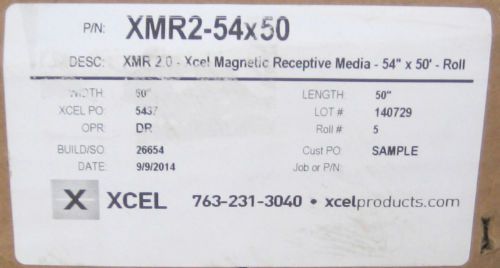 P/N: XMR2-54x50
DESC: XMR 2.0 - Xcel Magnetic Receptive Media - 54" x 50' - Roll
WIDTH: 50" LENGTH: 50"
XCEL PO: 5437 LOT # 140729
OPR: DR Roll # 5
BUILD/SO: 26654 Cust PO: SAMPLE
DATE: 9/9/2014 Job or P/N:
X XCEL 763-231-3040 • xcelproducts.com